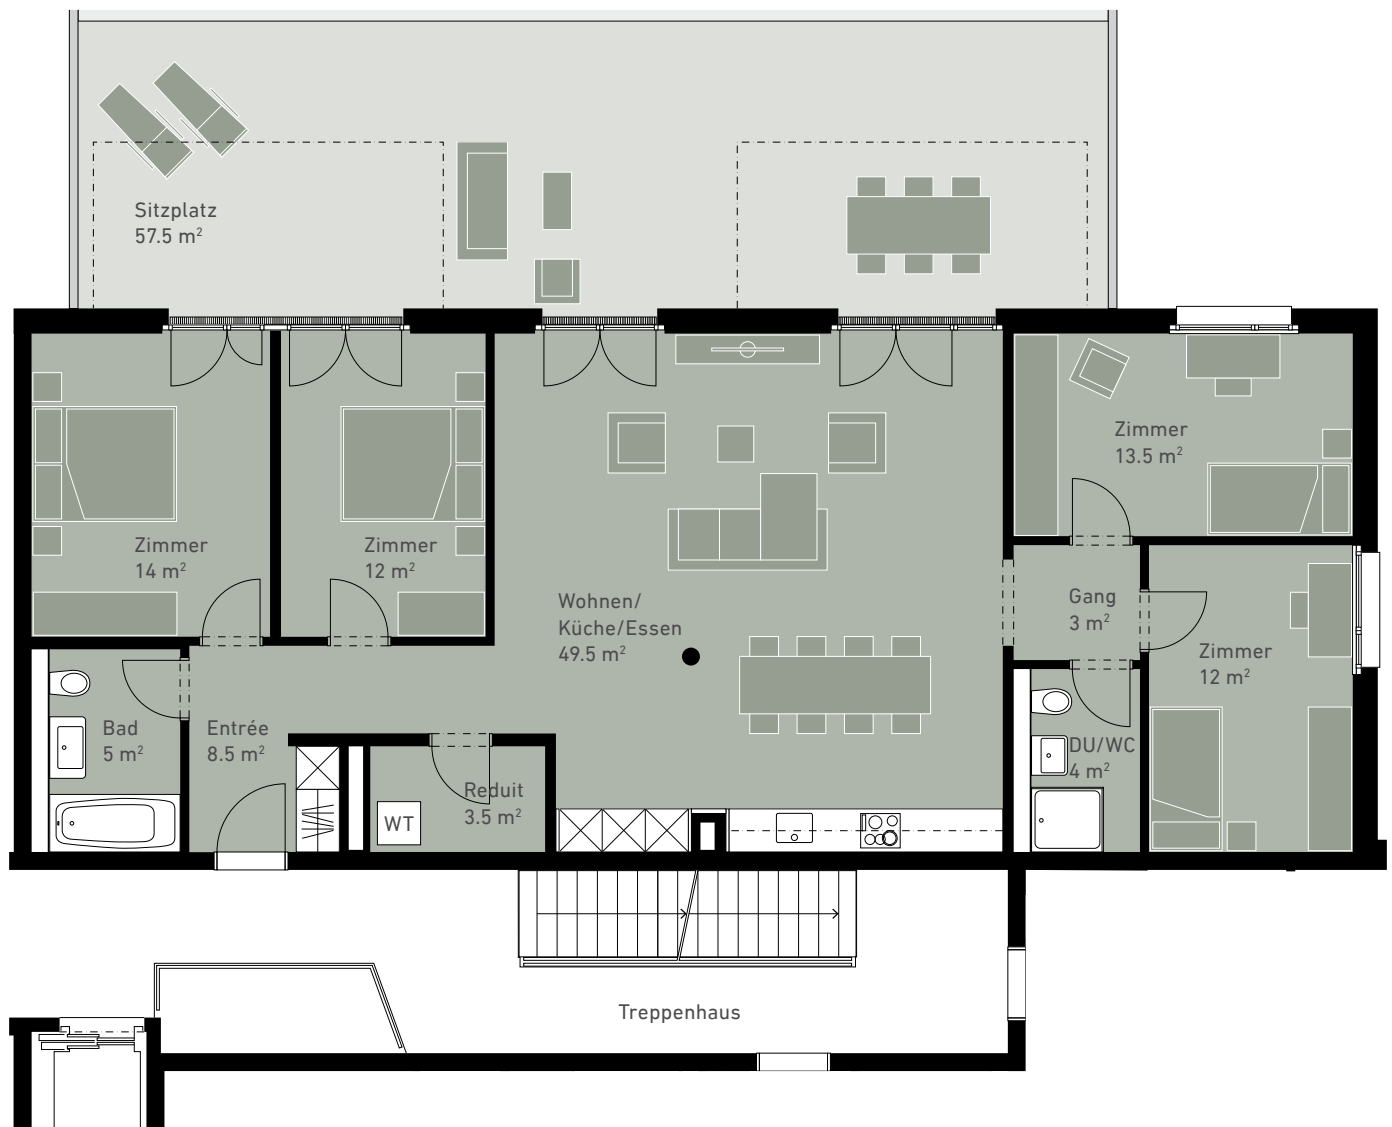 Sitzplatz
57.5 m²
Zimmer
14 m²
Zimmer
12 m²
Wohnen/
Küche/Essen
49.5 m²
Zimmer
13.5 m²
Gang
3 m²
Zimmer
12 m²
Bad
5 m²
Entrée
8.5 m²
WT
Reduit
3.5 m²
DU/WC
4 m²
Treppenhaus